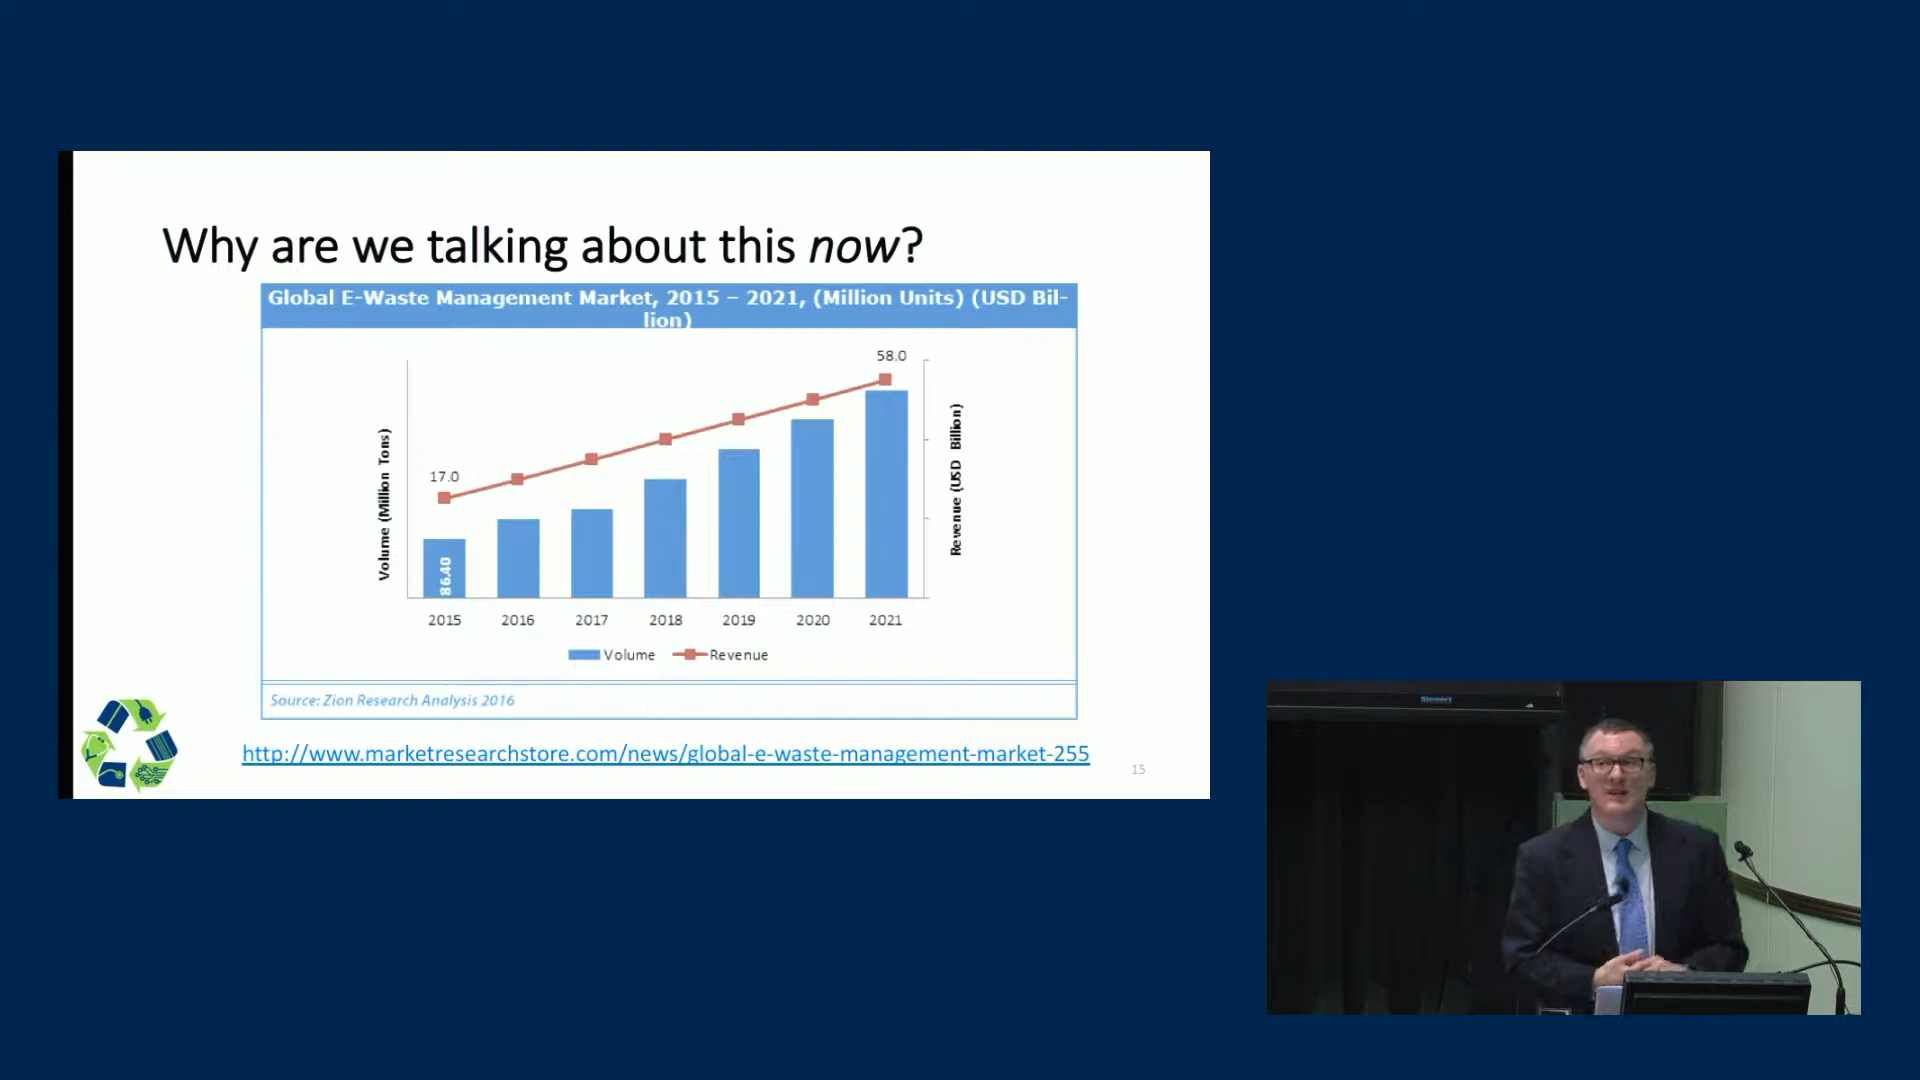 Why are we talking about this now?
Global E-Waste Management Market, 2015 – 2021, (Million Units) (USD Bil-
lion)
58.0
17.0
Volume (Million Tons)
Revenue (USD Billion)
86.40
2015 2016 2017 2018 2019 2020 2021
Volume Revenue
Source: Zion Research Analysis 2016
http://www.marketresearchstore.com/news/global-e-waste-management-market-255
15